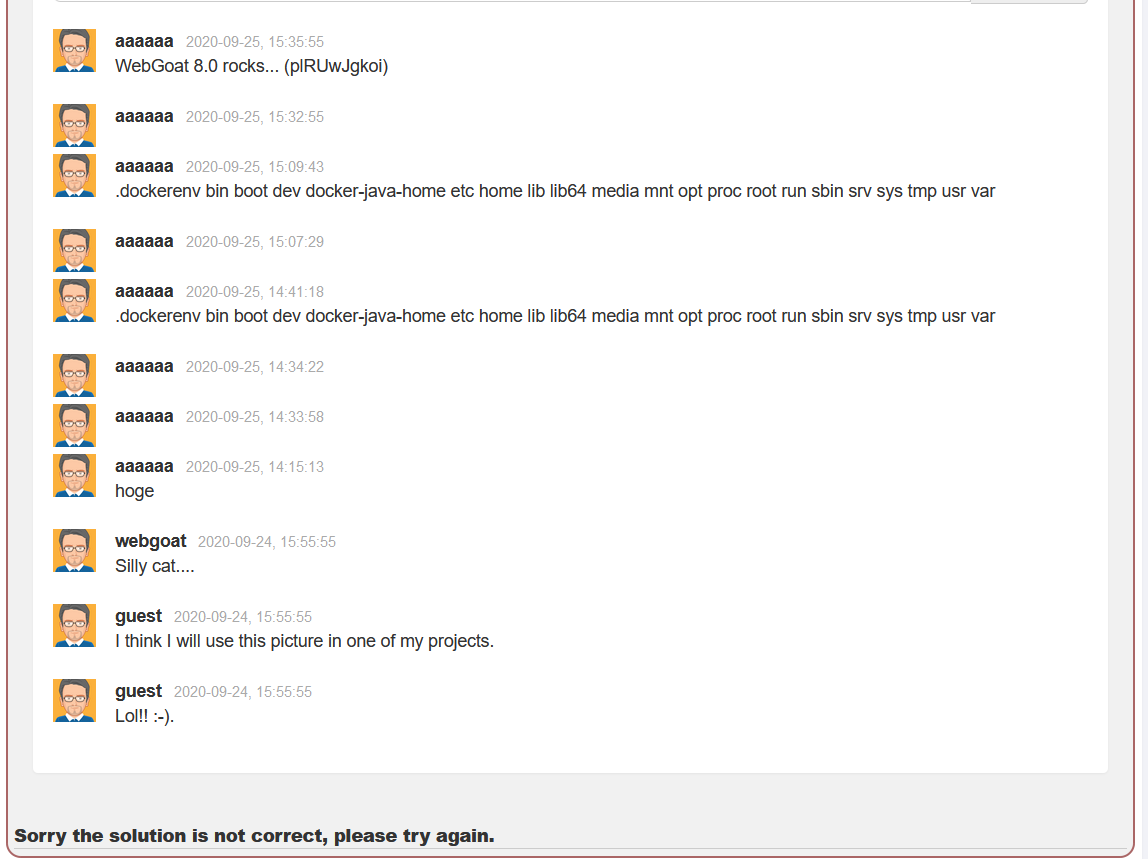 aaaaaa 2020-09-25, 15:35:55
WebGoat 8.0 rocks... (plRUwJgkoi)
aaaaaa 2020-09-25, 15:32:55
aaaaaa 2020-09-25, 15:09:43
.dockerenv bin boot dev docker-java-home etc home lib lib64 media mnt opt proc root run sbin srv sys tmp usr var
aaaaaa 2020-09-25, 15:07:29
aaaaaa 2020-09-25, 14:41:18
.dockerenv bin boot dev docker-java-home etc home lib lib64 media mnt opt proc root run sbin srv sys tmp usr var
aaaaaa 2020-09-25, 14:34:22
aaaaaa 2020-09-25, 14:33:58
aaaaaa 2020-09-25, 14:15:13
hoge
webgoat 2020-09-24, 15:55:55
Silly cat....
guest 2020-09-24, 15:55:55
I think I will use this picture in one of my projects.
guest 2020-09-24, 15:55:55
Lol!! :-).
Sorry the solution is not correct, please try again.